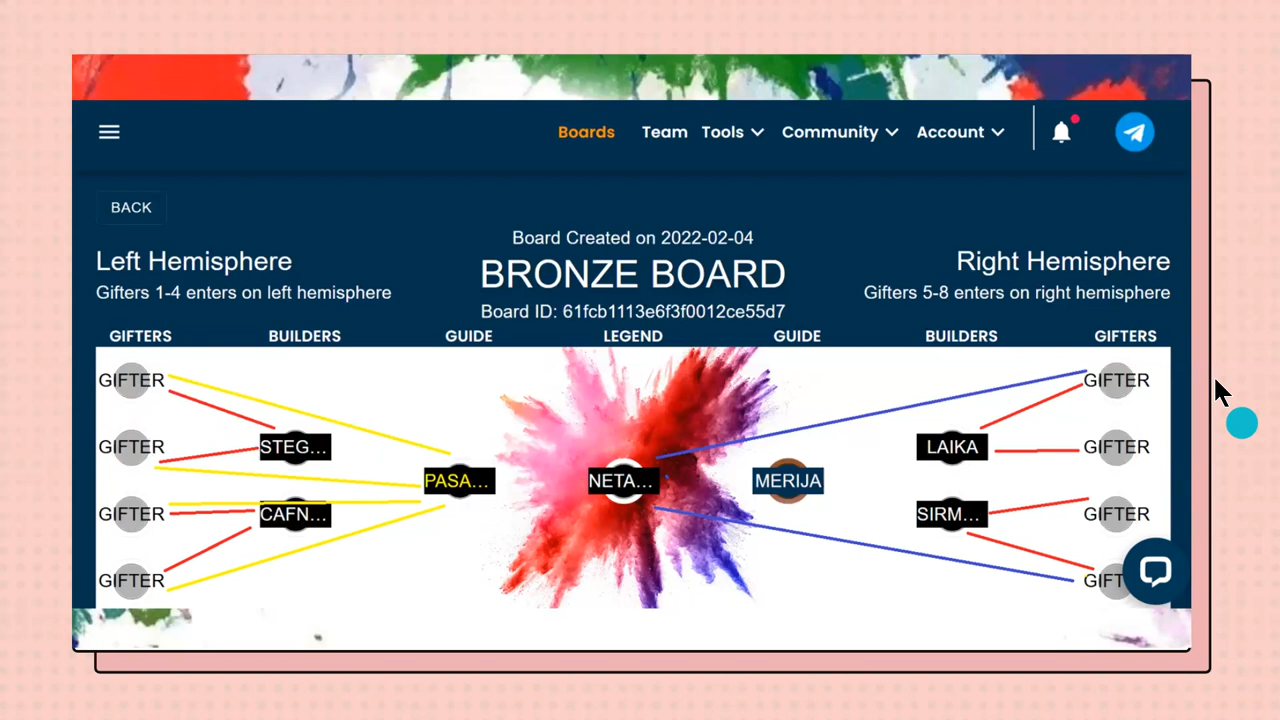 Boards Team Tools Community Account
BACK
Board Created on 2022-02-04
Left Hemisphere
BRONZE BOARD
Right Hemisphere
Gifters 1-4 enters on left hemisphere
Gifters 5-8 enters on right hemisphere
Board ID: 61fcb1113e6f3f0012ce55d7
GIFTERS BUILDERS GUIDE LEGEND GUIDE BUILDERS GIFTERS
GIFTER GIFTER
GIFTER STEG... LAIKA GIFTER
PASA... NETA... MERIJA
GIFTER CAFN... SIRM... GIFTER
GIFTER GIFT